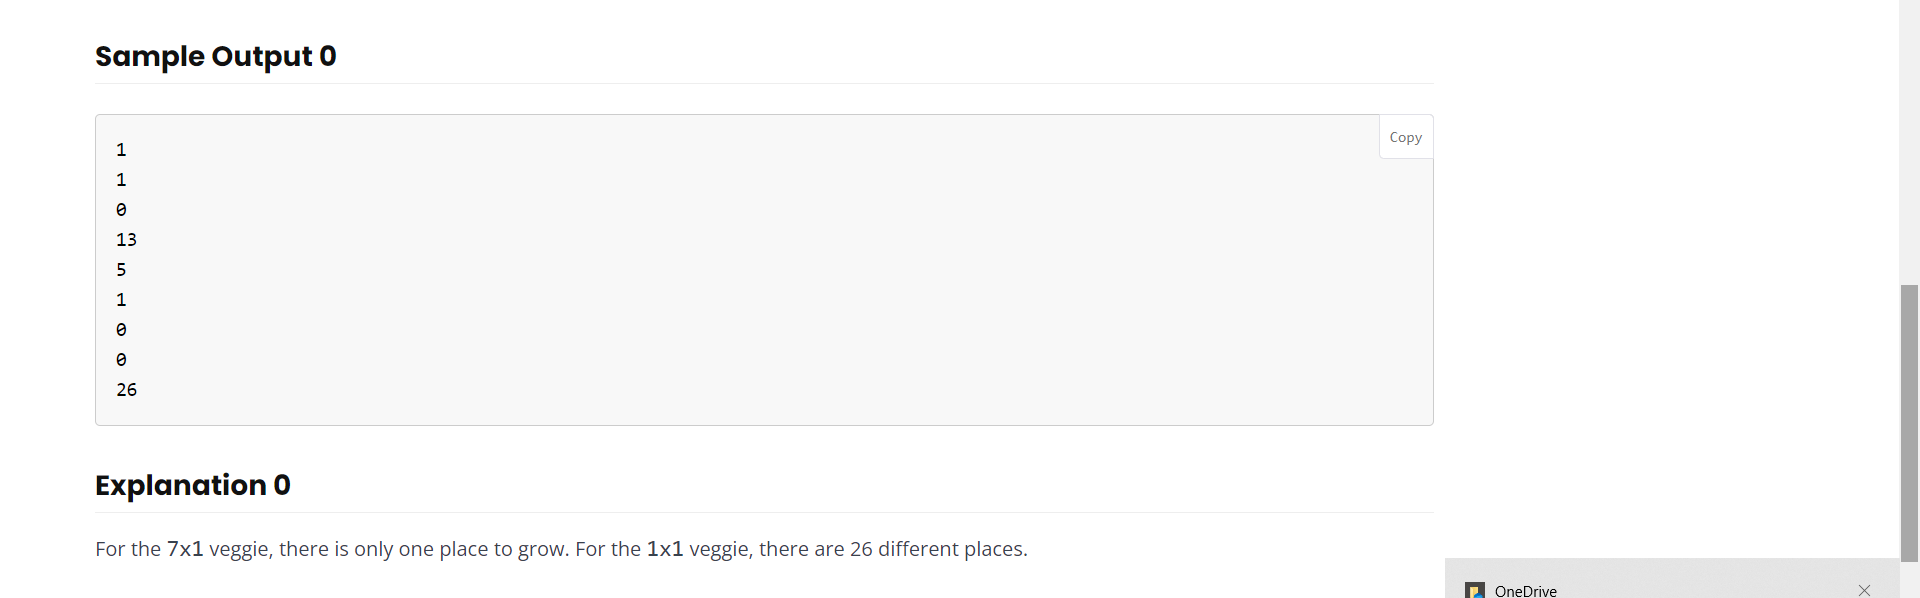 Sample Output 0
Copy
1
1
0
13
5
1
0
0
26
Explanation 0
For the 7x1 veggie, there is only one place to grow. For the 1x1 veggie, there are 26 different places.
OneDrive